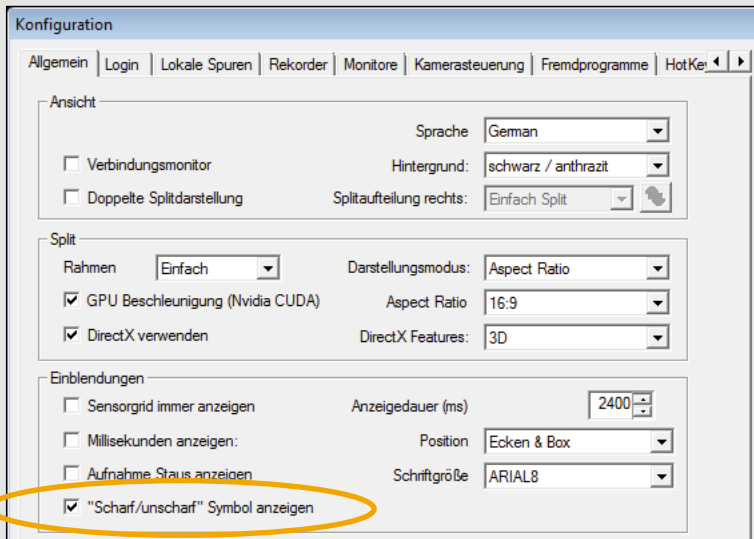 Konfiguration
Allgemein Login Lokale Spuren Rekorder Monitore Kamerasteuerung Fremdprogramme HotKey
Ansicht
Sprache German
Verbindungsmonitor Hintergrund: schwarz / anthrazit
Doppelte Splitdarstellung Splitaufteilung rechts: Einfach Split
Split
Rahmen Einfach Darstellungsmodus: Aspect Ratio
GPU Beschleunigung (Nvidia CUDA) Aspect Ratio 16:9
DirectX verwenden DirectX Features: 3D
Einblendungen
Sensorgrid immer anzeigen Anzeigedauer (ms) 2400
Millisekunden anzeigen: Position Ecken & Box
Aufnahme Staus anzeigen Schriftgröße ARIAL8
"Scharf/unscharf" Symbol anzeigen